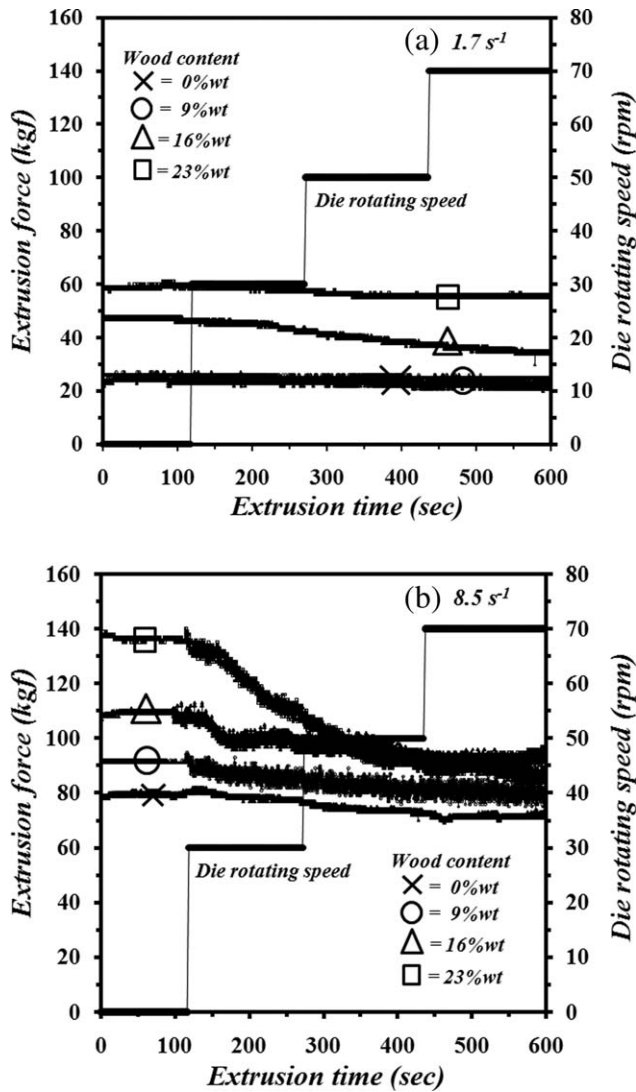 (a) 1.7 s-1
Wood content
= 0%wt
= 9%wt
= 16%wt
= 23%wt
Die rotating speed
Extrusion force (kgf)
160
140
120
100
80
60
40
20
0
Die rotating speed (rpm)
80
70
60
50
40
30
20
10
0
0 100 200 300 400 500 600
Extrusion time (sec)
(b) 8.5 s-1
Extrusion force (kgf)
160
140
120
100
80
60
40
20
0
Die rotating speed
Wood content
= 0%wt
= 9%wt
= 16%wt
= 23%wt
Die rotating speed (rpm)
80
70
60
50
40
30
20
10
0
0 100 200 300 400 500 600
Extrusion time (sec)